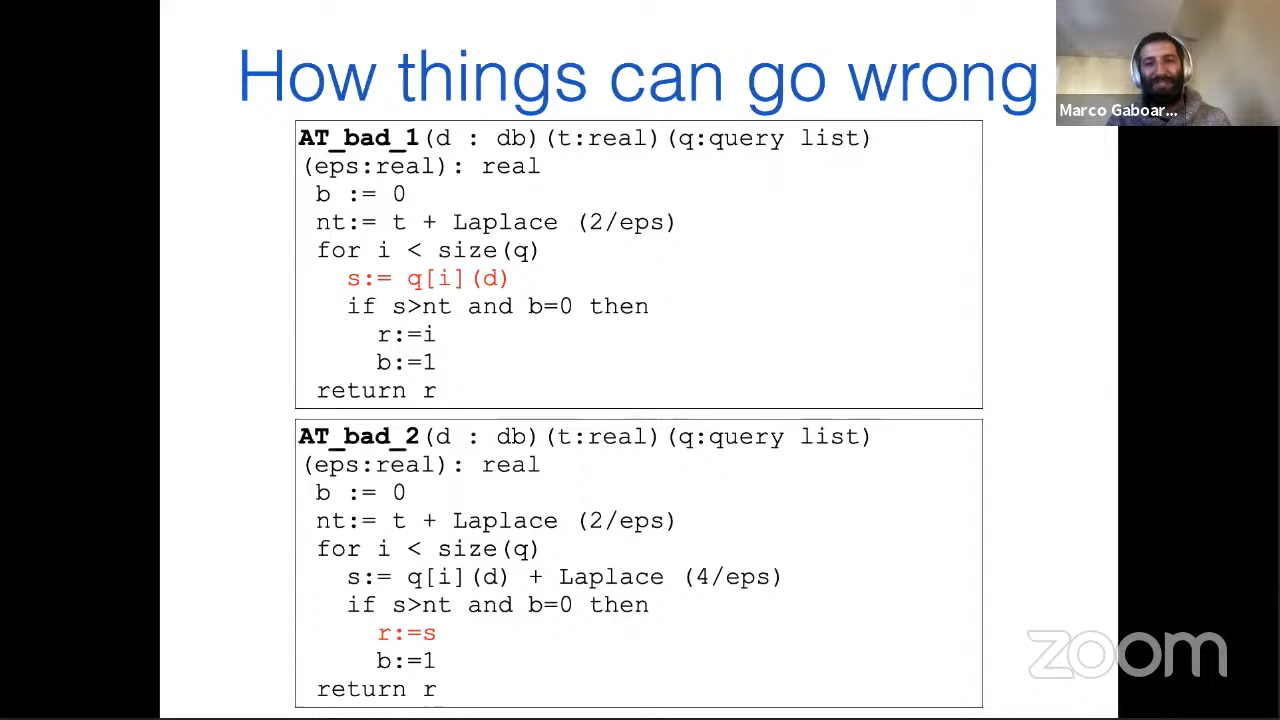 How things can go wrong
Marco Gaboar...
AT_bad_1(d : db)(t:real)(q:query list)
(eps:real): real
b := 0
nt:= t + Laplace (2/eps)
for i < size(q)
s:= q[i](d)
if s>nt and b=0 then
r:=i
b:=1
return r
AT_bad_2(d : db)(t:real)(q:query list)
(eps:real): real
b := 0
nt:= t + Laplace (2/eps)
for i < size(q)
s:= q[i](d) + Laplace (4/eps)
if s>nt and b=0 then
r:=s
b:=1
return r
zoom